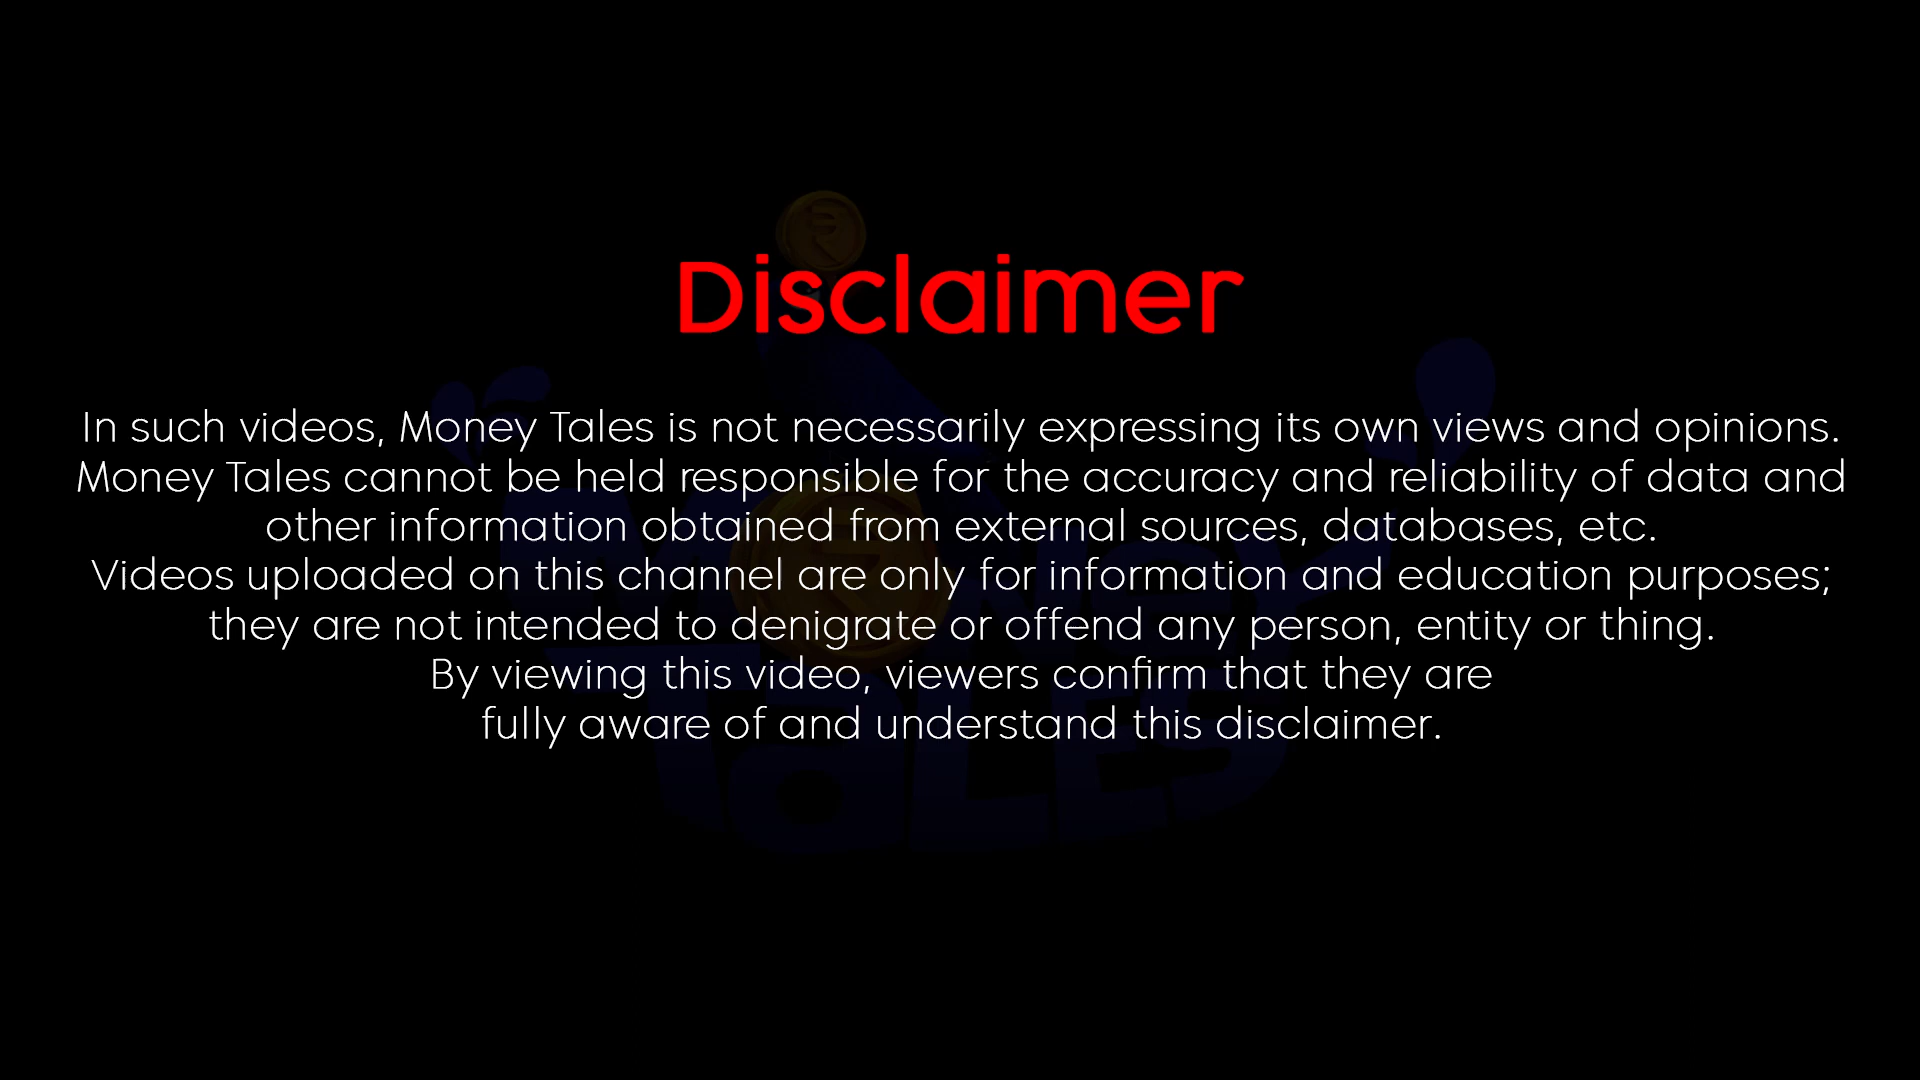 Disclaimer
In such videos, Money Tales is not necessarily expressing its own views and opinions.
Money Tales cannot be held responsible for the accuracy and reliability of data and
other information obtained from external sources, databases, etc.
Videos uploaded on this channel are only for information and education purposes;
they are not intended to denigrate or offend any person, entity or thing.
By viewing this video, viewers confirm that they are
fully aware of and understand this disclaimer.
₹
MONEY
TALES